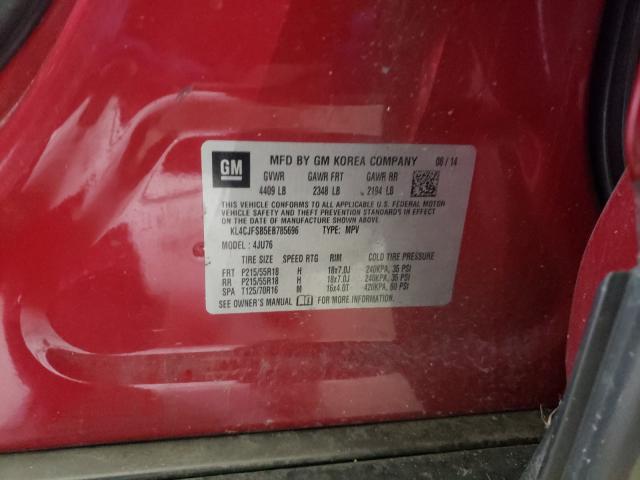 GM MFD BY GM KOREA COMPANY 08/14
GVWR GAWR FRT GAWR RR
4409 LB 2348 LB 2194 LB
THIS VEHICLE CONFORMS TO ALL APPLICABLE U.S. FEDERAL MOTOR
VEHICLE SAFETY AND THEFT PREVENTION STANDARDS IN EFFECT ON
THE DATE OF MANUFACTURE SHOWN ABOVE.
KL4CJFSB5EB785696 TYPE: MPV
MODEL: 4JU76
TIRE SIZE SPEED RTG RIM COLD TIRE PRESSURE
FRT P215/55R18 H 18x7.0J 240KPA, 35 PSI
RR P215/55R18 H 18x7.0J 240KPA, 35 PSI
SPA T125/70R16 M 16x4.0T 420KPA, 60 PSI
SEE OWNER'S MANUAL FOR MORE INFORMATION.